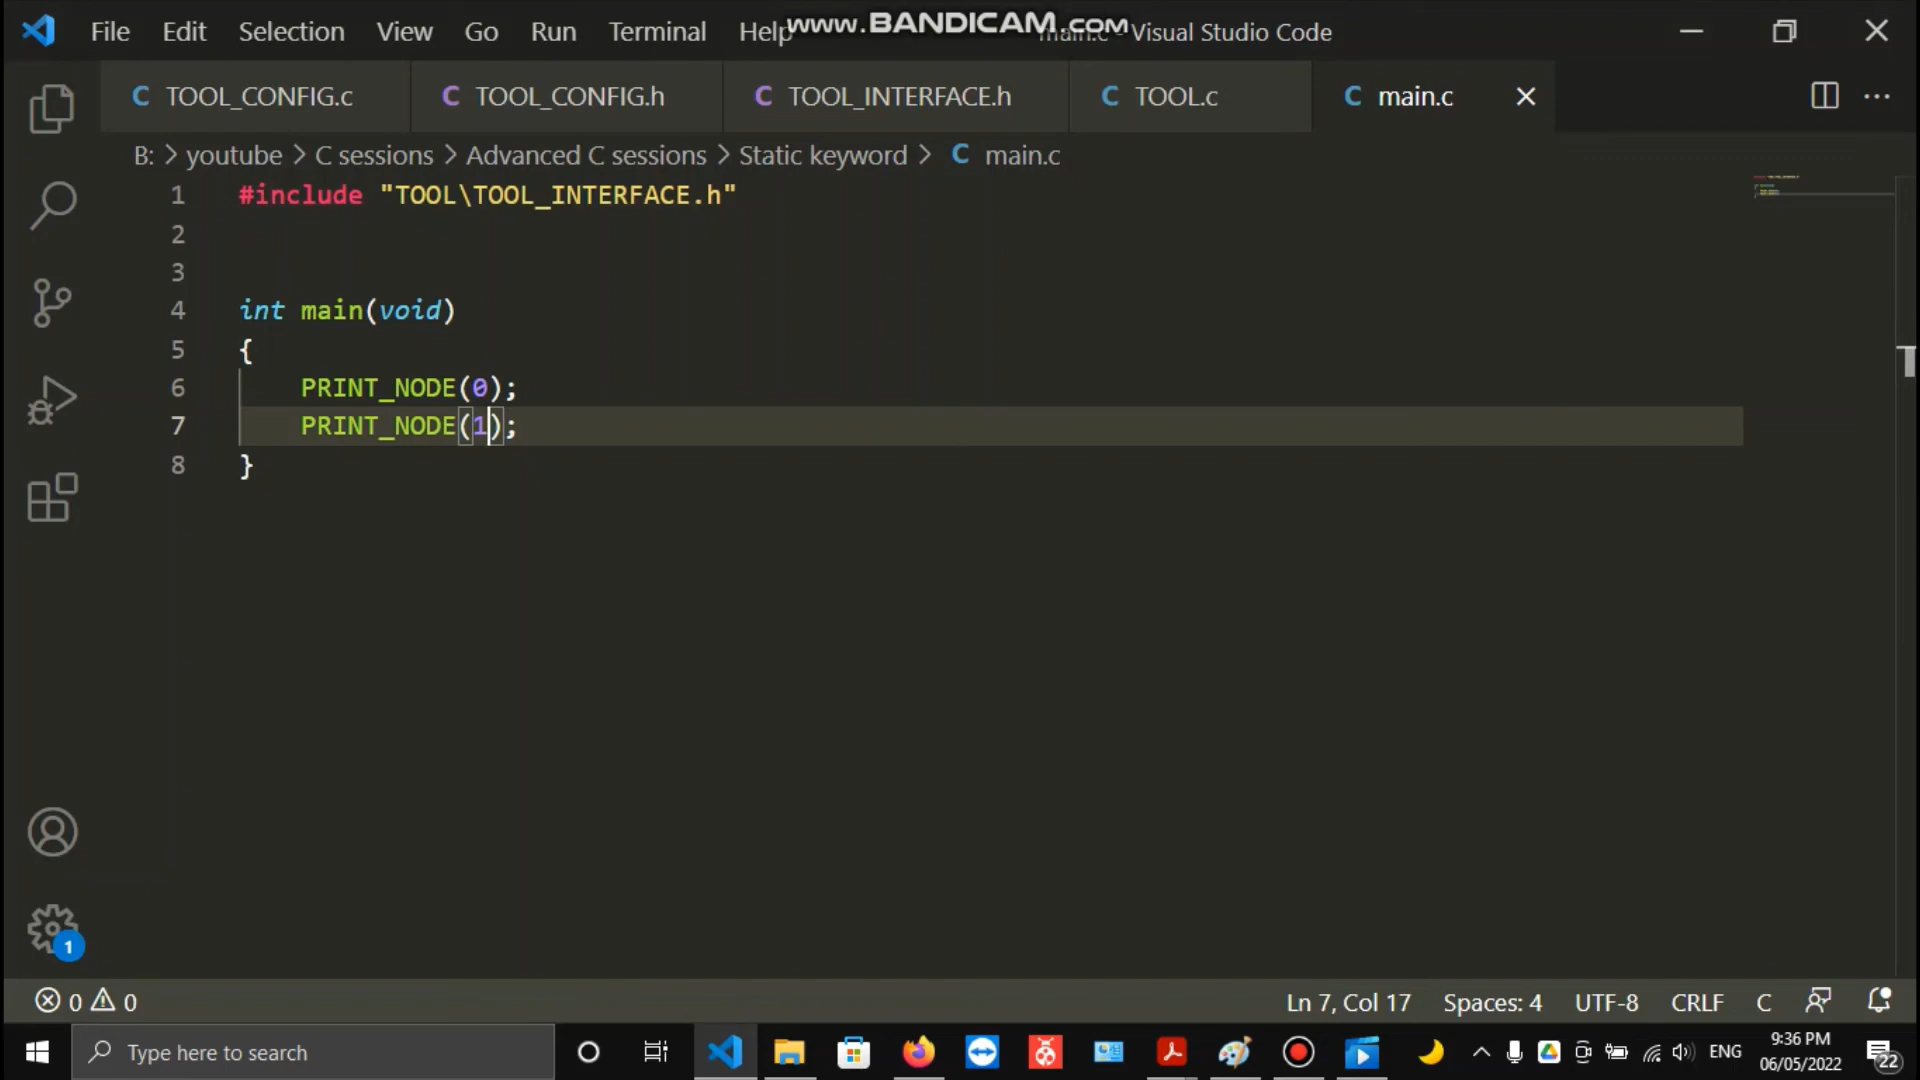 File Edit Selection View Go Run Terminal Help main.c - Visual Studio Code
www.BANDICAM.com
C TOOL_CONFIG.c C TOOL_CONFIG.h C TOOL_INTERFACE.h C TOOL.c C main.c
B: > youtube > C sessions > Advanced C sessions > Static keyword > C main.c
1 #include "TOOL\TOOL_INTERFACE.h"
2
3
4 int main(void)
5 {
6 PRINT_NODE(0);
7 PRINT_NODE(1);
8 }
1
0 0 Ln 7, Col 17 Spaces: 4 UTF-8 CRLF C
Type here to search ENG 9:36 PM 22
06/05/2022